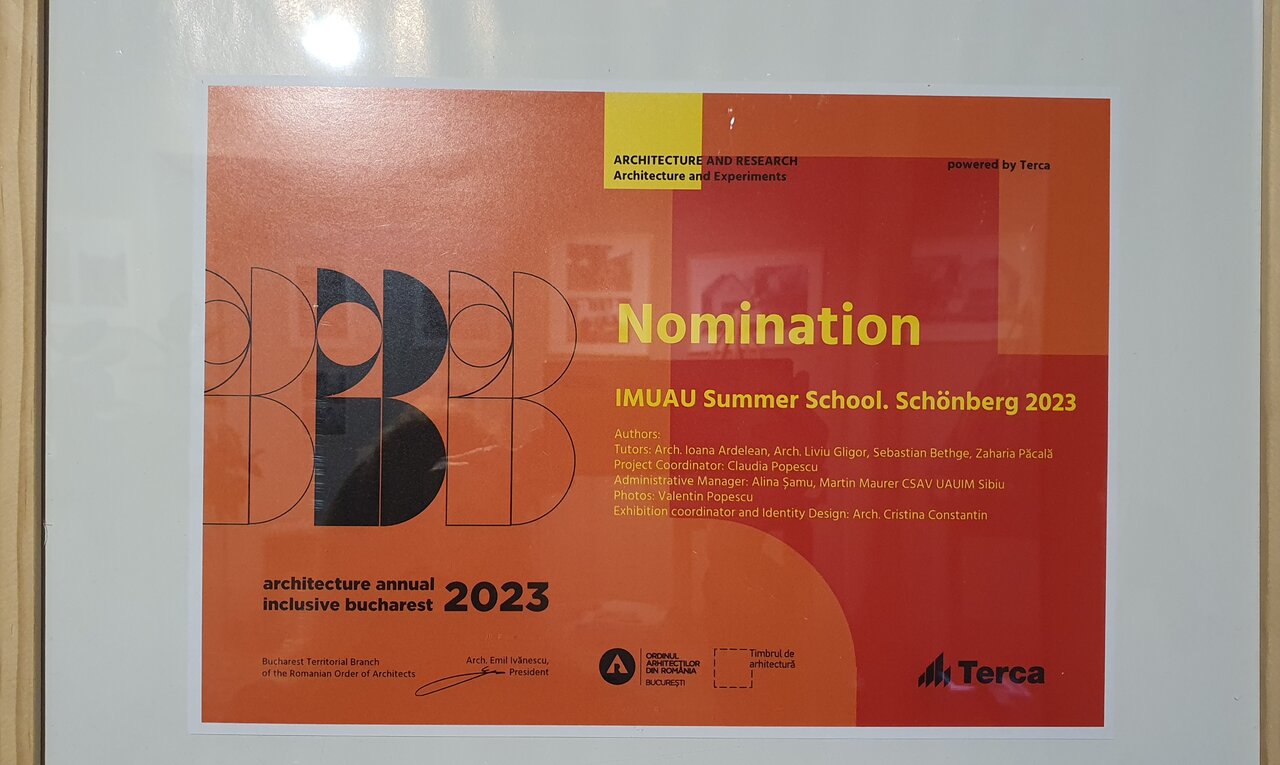 ARCHITECTURE AND RESEARCH
Architecture and Experiments
powered by Terca
Nomination
IMUAU Summer School. Schönberg 2023
Authors:
Tutors: Arch. Ioana Ardelean, Arch. Liviu Gligor, Sebastian Bethge, Zaharia Păcală
Project Coordinator: Claudia Popescu
Administrative Manager: Alina Șamu, Martin Maurer CSAV UAUIM Sibiu
Photos: Valentin Popescu
Exhibition coordinator and Identity Design: Arch. Cristina Constantin
architecture annual
inclusive bucharest 2023
Bucharest Territorial Branch
of the Romanian Order of Architects
Arch. Emil Ivănescu,
President
ORDINUL
ARHITECȚILOR
DIN ROMÂNIA
BUCUREȘTI
Timbrul de
arhitectură
Terca